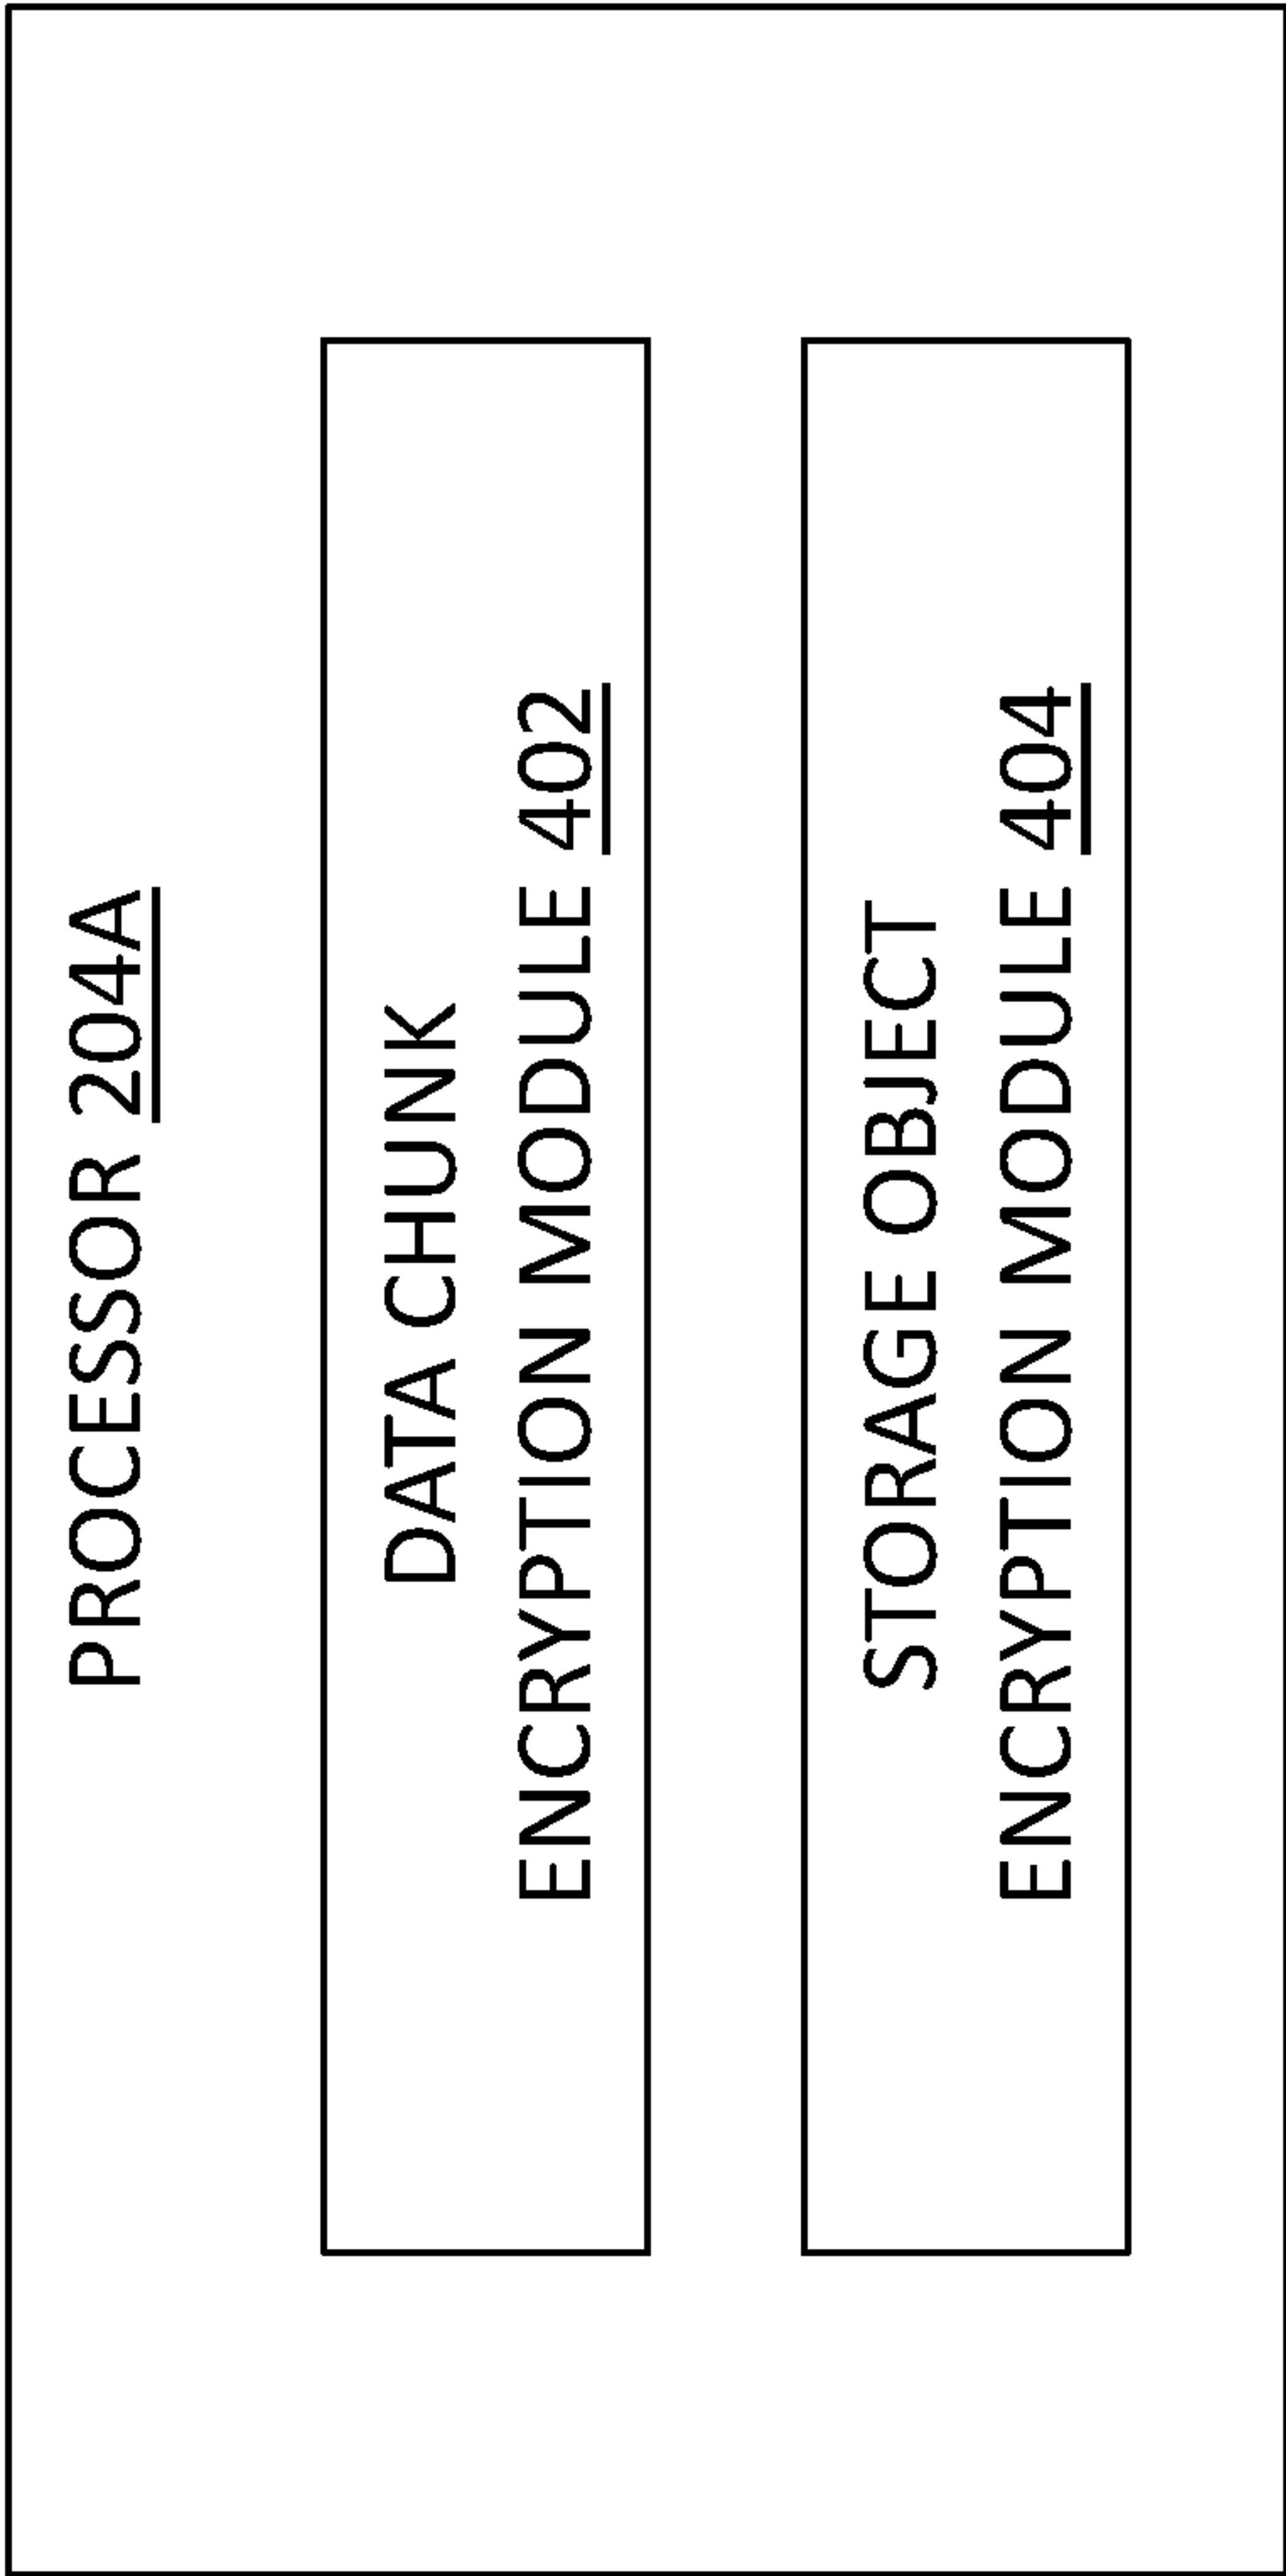 PROCESSOR 204A
DATA CHUNK
ENCRYPTION MODULE 402
STORAGE OBJECT
ENCRYPTION MODULE 404